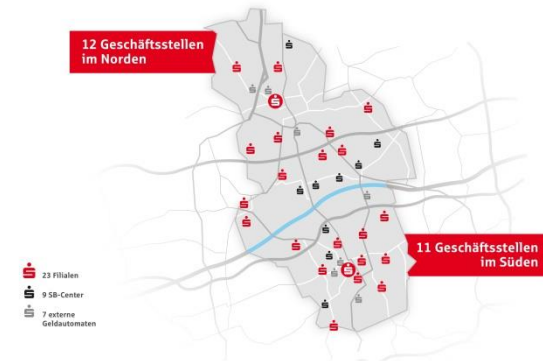 12 Geschäftsstellen
im Norden
11 Geschäftsstellen
im Süden
23 Filialen
9 SB-Center
7 externe
Geldautomaten